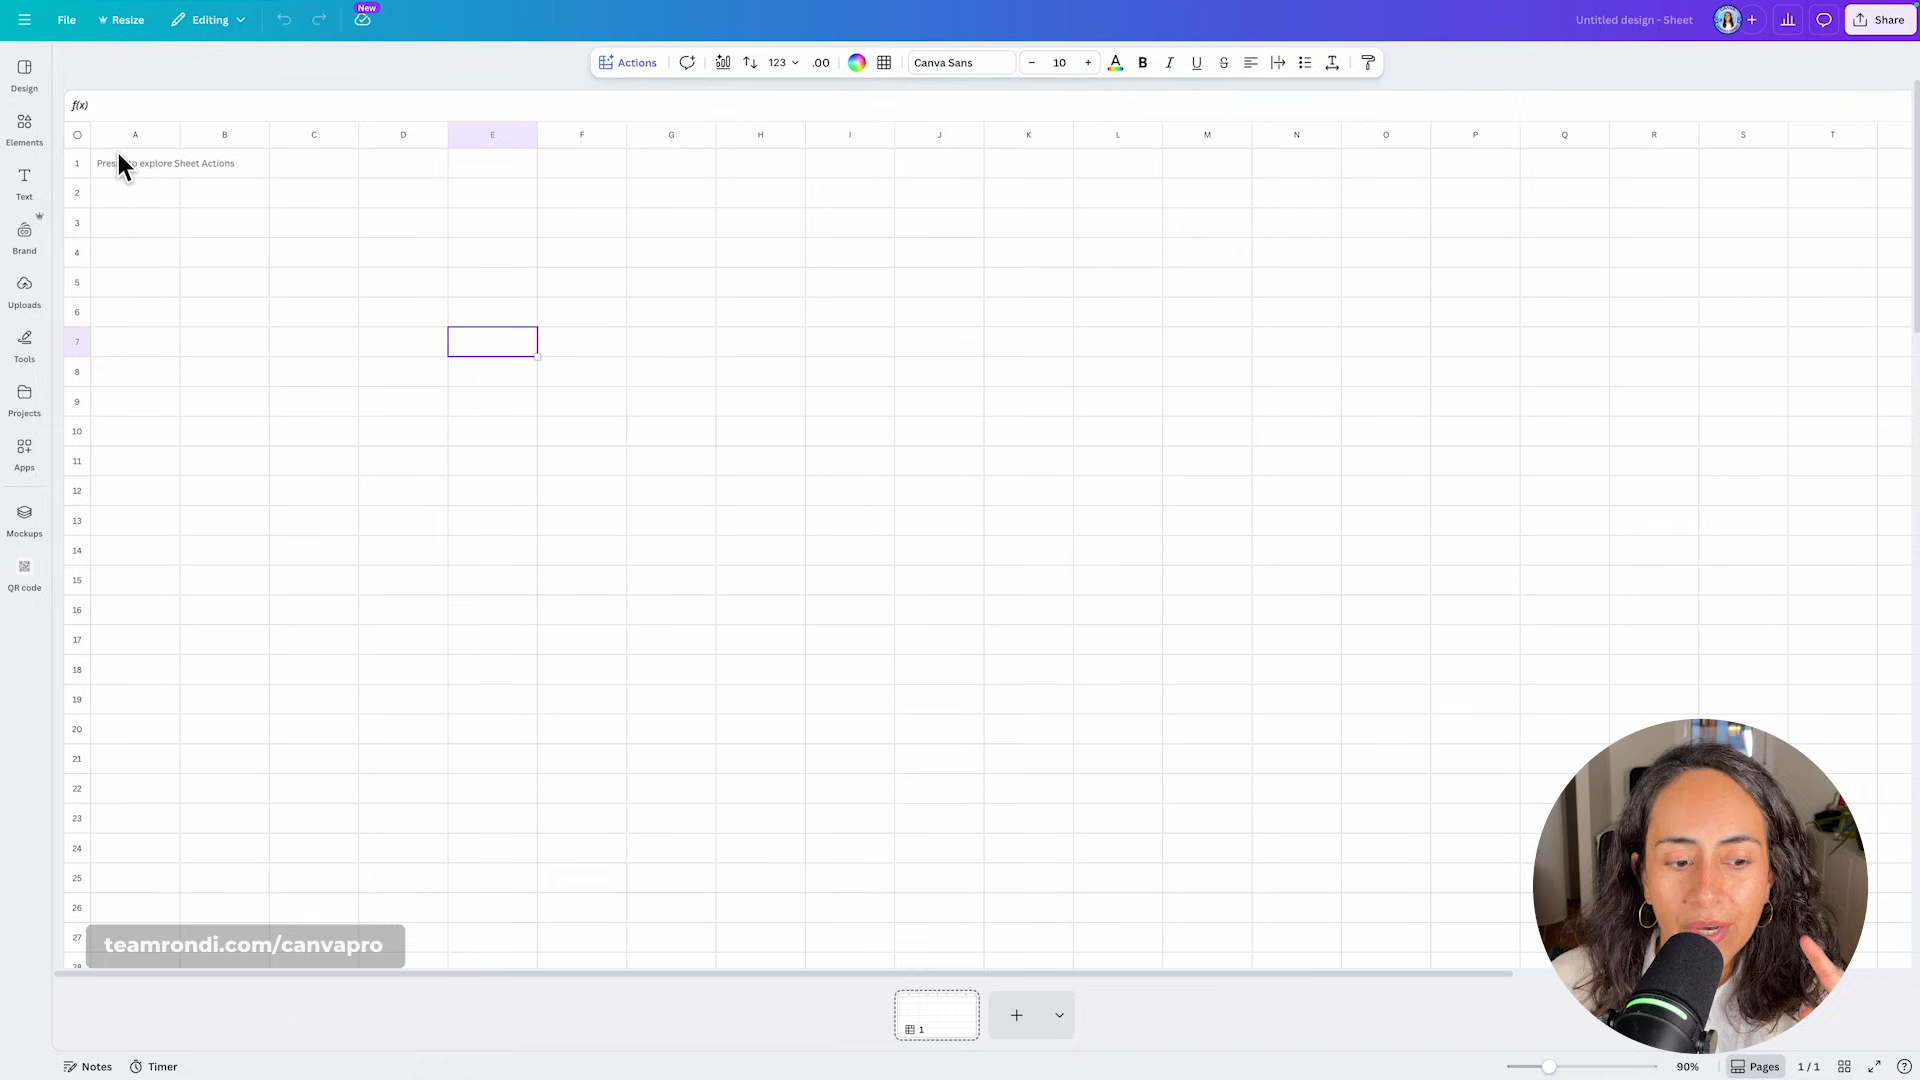 File
Resize
Editing
New
Untitled design - Sheet
Share
Actions
123
.00
Canva Sans
− 10 +
A
B
I
U
S
Design
Elements
Text
Brand
Uploads
Tools
Projects
Apps
Mockups
QR code
f(x)
A B C D E F G H I J K L M N O P Q R S T
1 to explore Sheet Actions
2
3
4
5
6
7
8
9
10
11
12
13
14
15
16
17
18
19
20
21
22
23
24
25
26
27
28
teamrondi.com/canvapro
1
Notes
Timer
90%
Pages
1 / 1